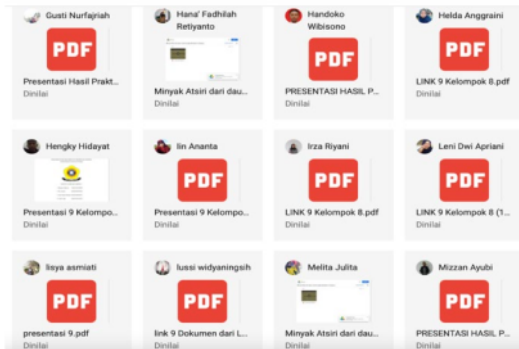 Gusti Nurfajriah
PDF
Presentasi Hasil Prakt...
Dinilai
Hana' Fadhilah
Retiyanto
Minyak Atsiri dari dau...
Dinilai
Handoko
Wibisono
PDF
PRESENTASI HASIL P...
Dinilai
Helda Anggraini
PDF
LINK 9 Kelompok 8.pdf
Dinilai
Hengky Hidayat
Presentasi 9 Kelompo...
Dinilai
Iin Ananta
PDF
Presentasi 9 Kelompo...
Dinilai
Irza Riyani
PDF
LINK 9 Kelompok 8.pdf
Dinilai
Leni Dwi Apriani
PDF
LINK 9 Kelompok 8 (1...
Dinilai
lisya asmiati
PDF
presentasi 9.pdf
Dinilai
lussi widyaningsih
PDF
link 9 Dokumen dari L...
Dinilai
Melita Julita
Minyak Atsiri dari dau...
Dinilai
Mizzan Ayubi
PDF
PRESENTASI HASIL P...
Dinilai